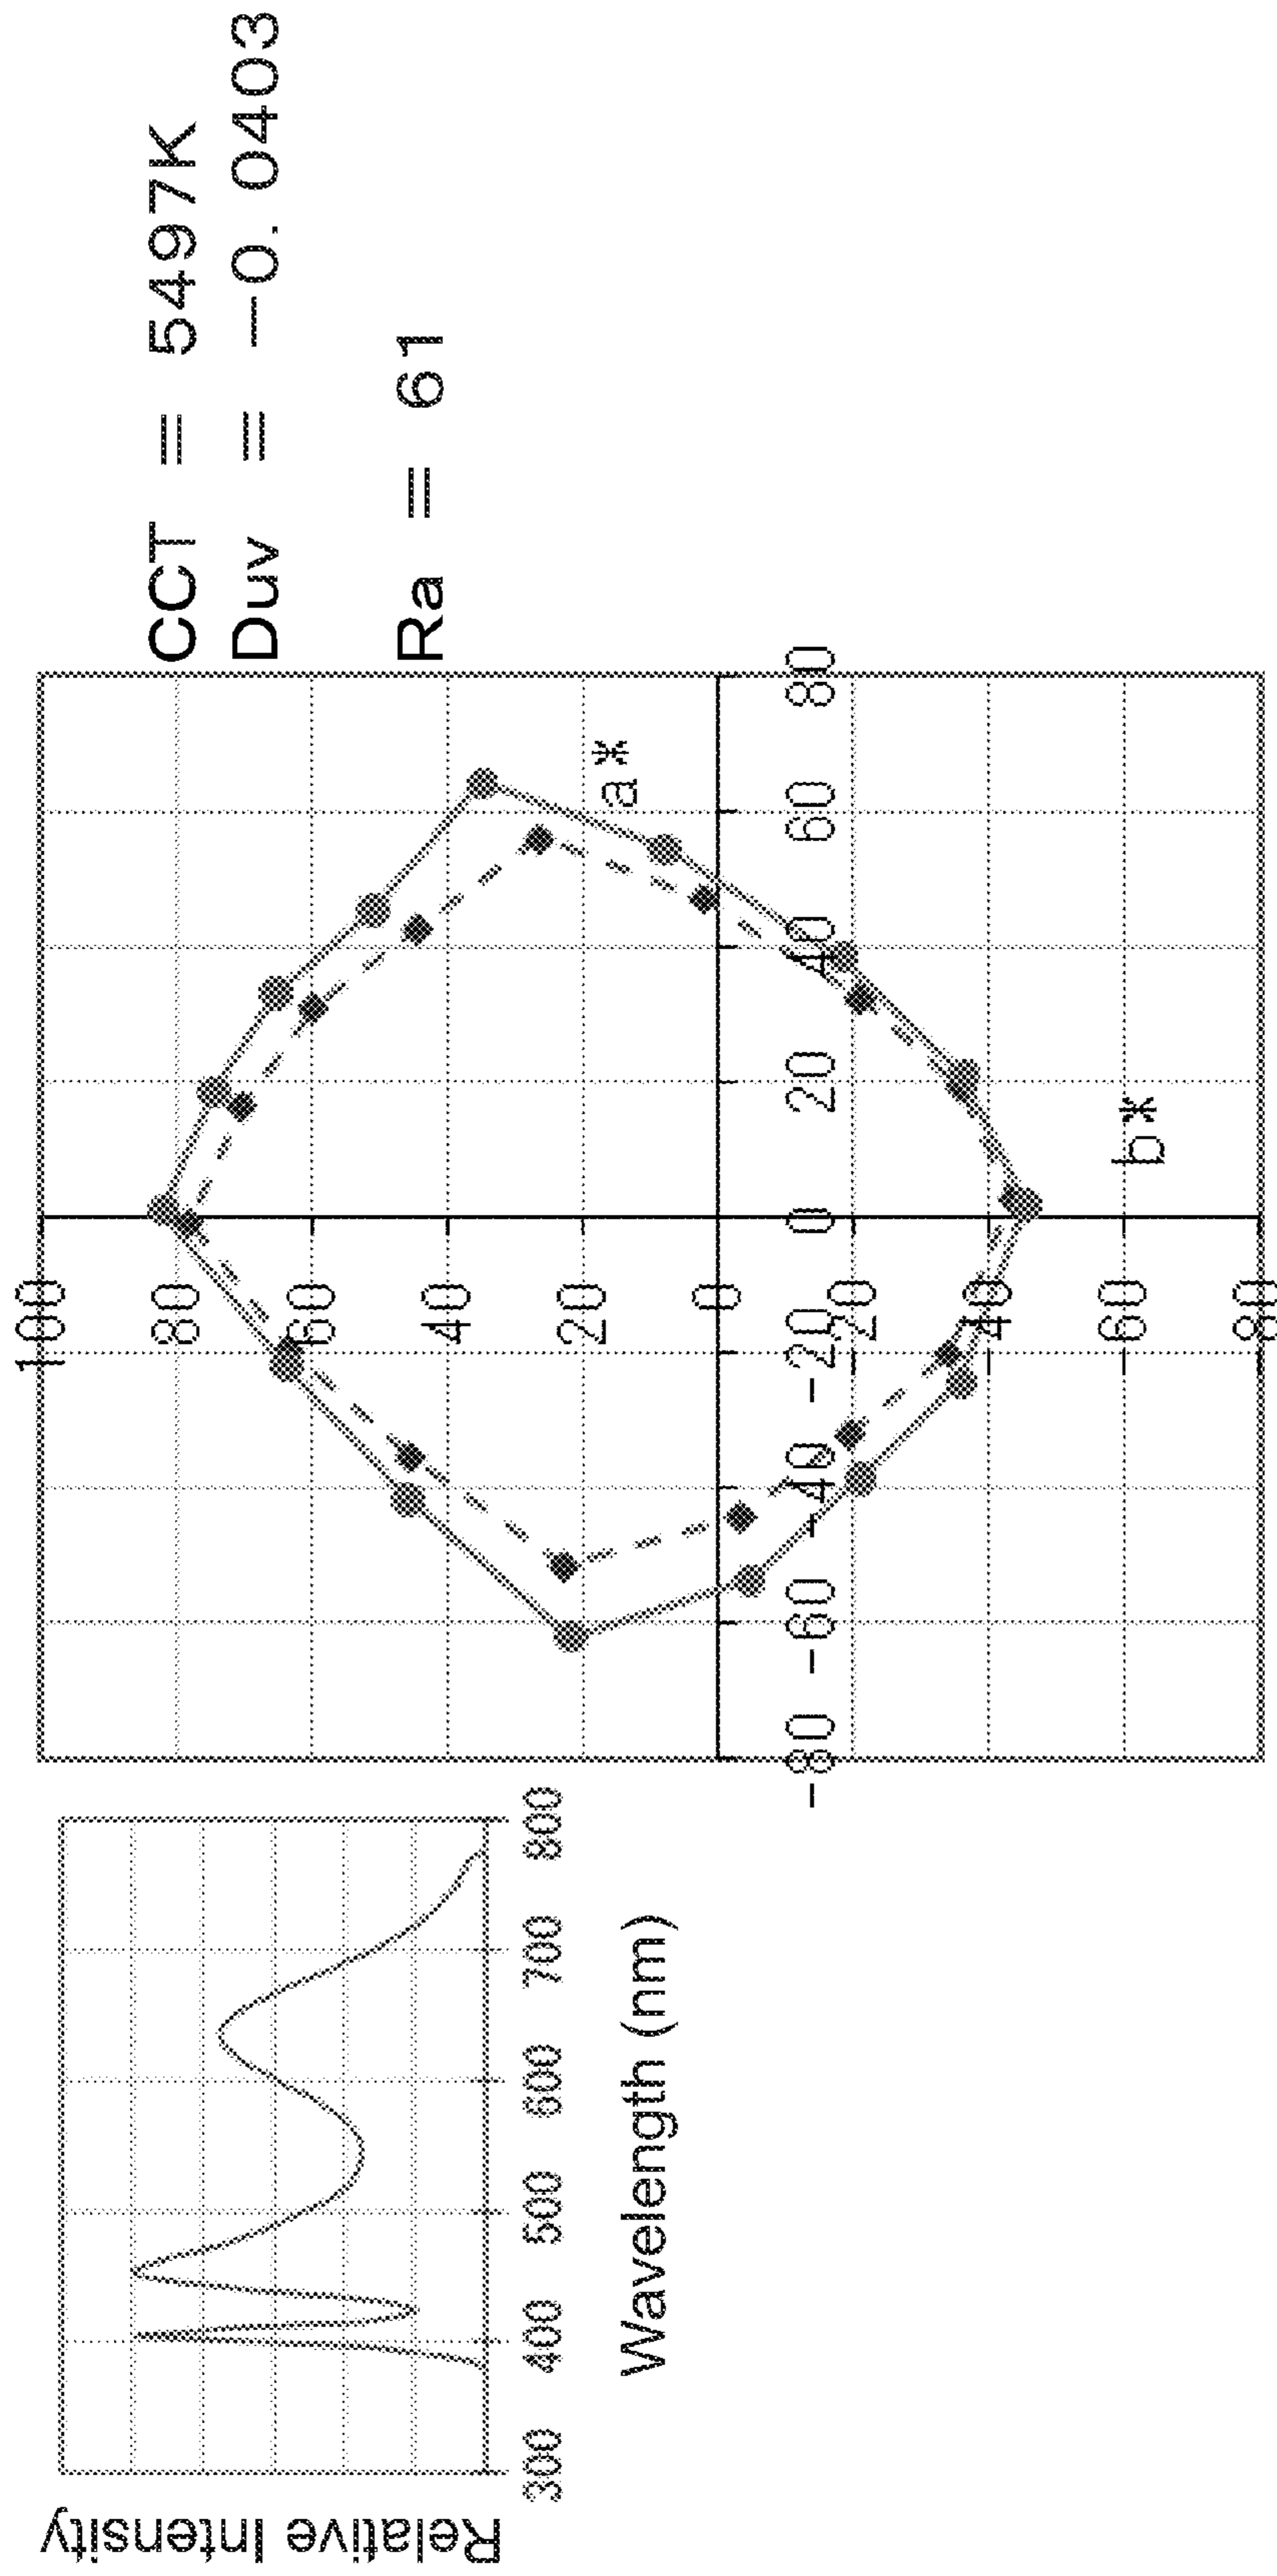 Relative Intensity
300 400 500 600 700 800
Wavelength (nm)
100
80
60
40
20
0
-20
-40
-60
-80
-80 -60 -40 -20 0 20 40 60 80
a*
b*
CCT = 5497K
Duv = −0.0403
Ra = 61